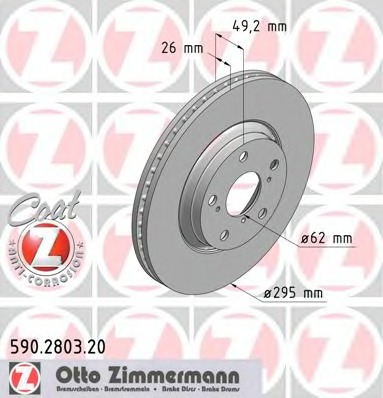 49,2 mm
26 mm
Coat
Z
ANTI-CORROSION
ø62 mm
ø295 mm
590.2803.20
Z
Otto Zimmermann
Bremsscheiben - Bremstrommeln - Brake Discs - Brake Drums